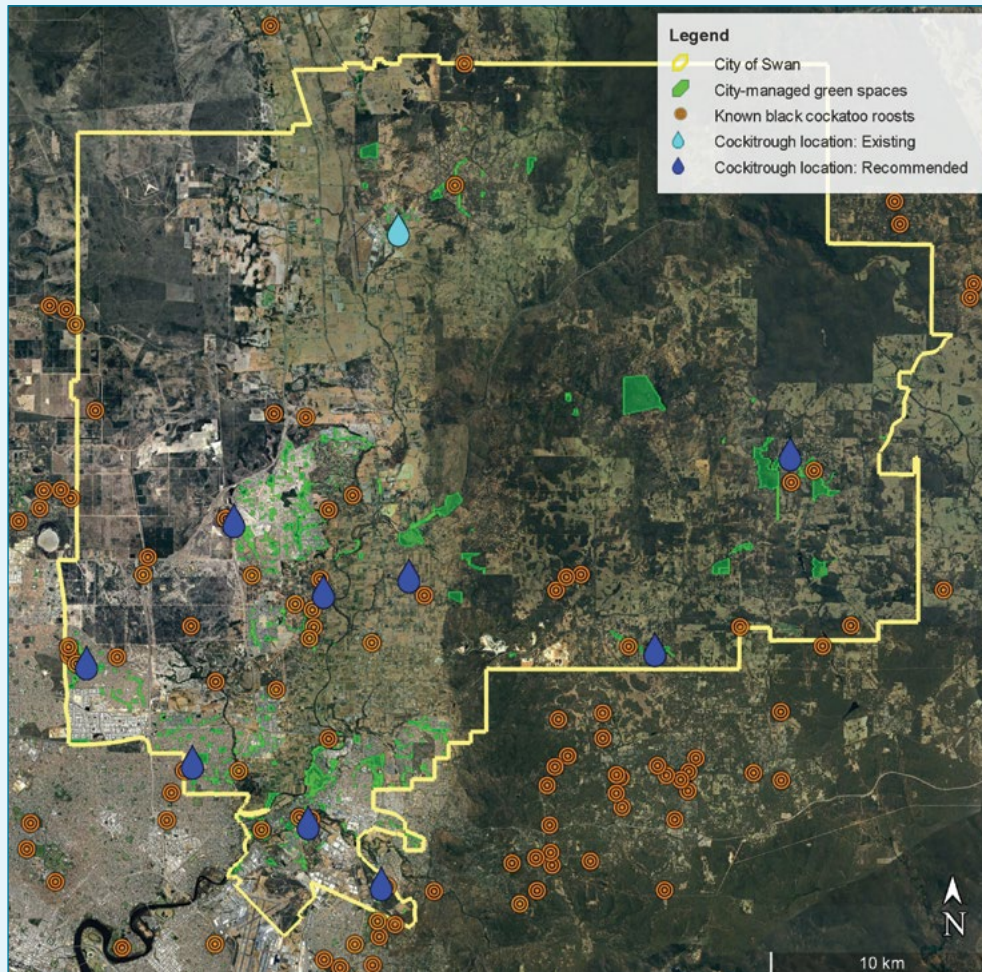 Legend
City of Swan
City-managed green spaces
Known black cockatoo roosts
Cockitrough location: Existing
Cockitrough location: Recommended
N
10 km